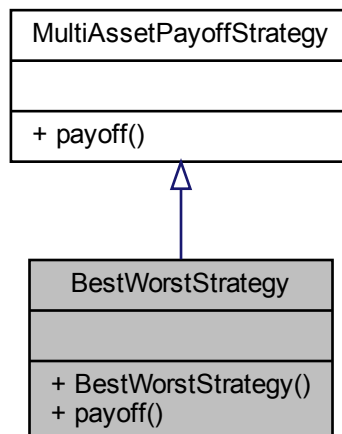 MultiAssetPayoffStrategy
+ payoff()
BestWorstStrategy
+ BestWorstStrategy()
+ payoff()